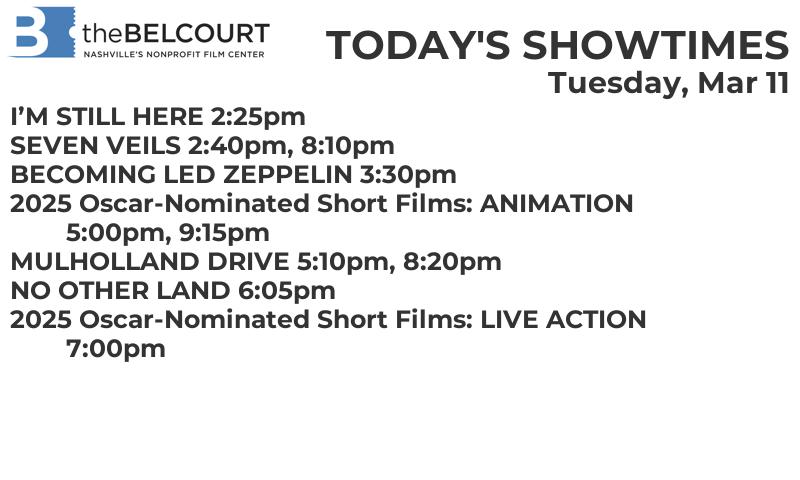 B theBELCOURT
NASHVILLE'S NONPROFIT FILM CENTER
TODAY'S SHOWTIMES
Tuesday, Mar 11
I’M STILL HERE 2:25pm
SEVEN VEILS 2:40pm, 8:10pm
BECOMING LED ZEPPELIN 3:30pm
2025 Oscar-Nominated Short Films: ANIMATION
5:00pm, 9:15pm
MULHOLLAND DRIVE 5:10pm, 8:20pm
NO OTHER LAND 6:05pm
2025 Oscar-Nominated Short Films: LIVE ACTION
7:00pm